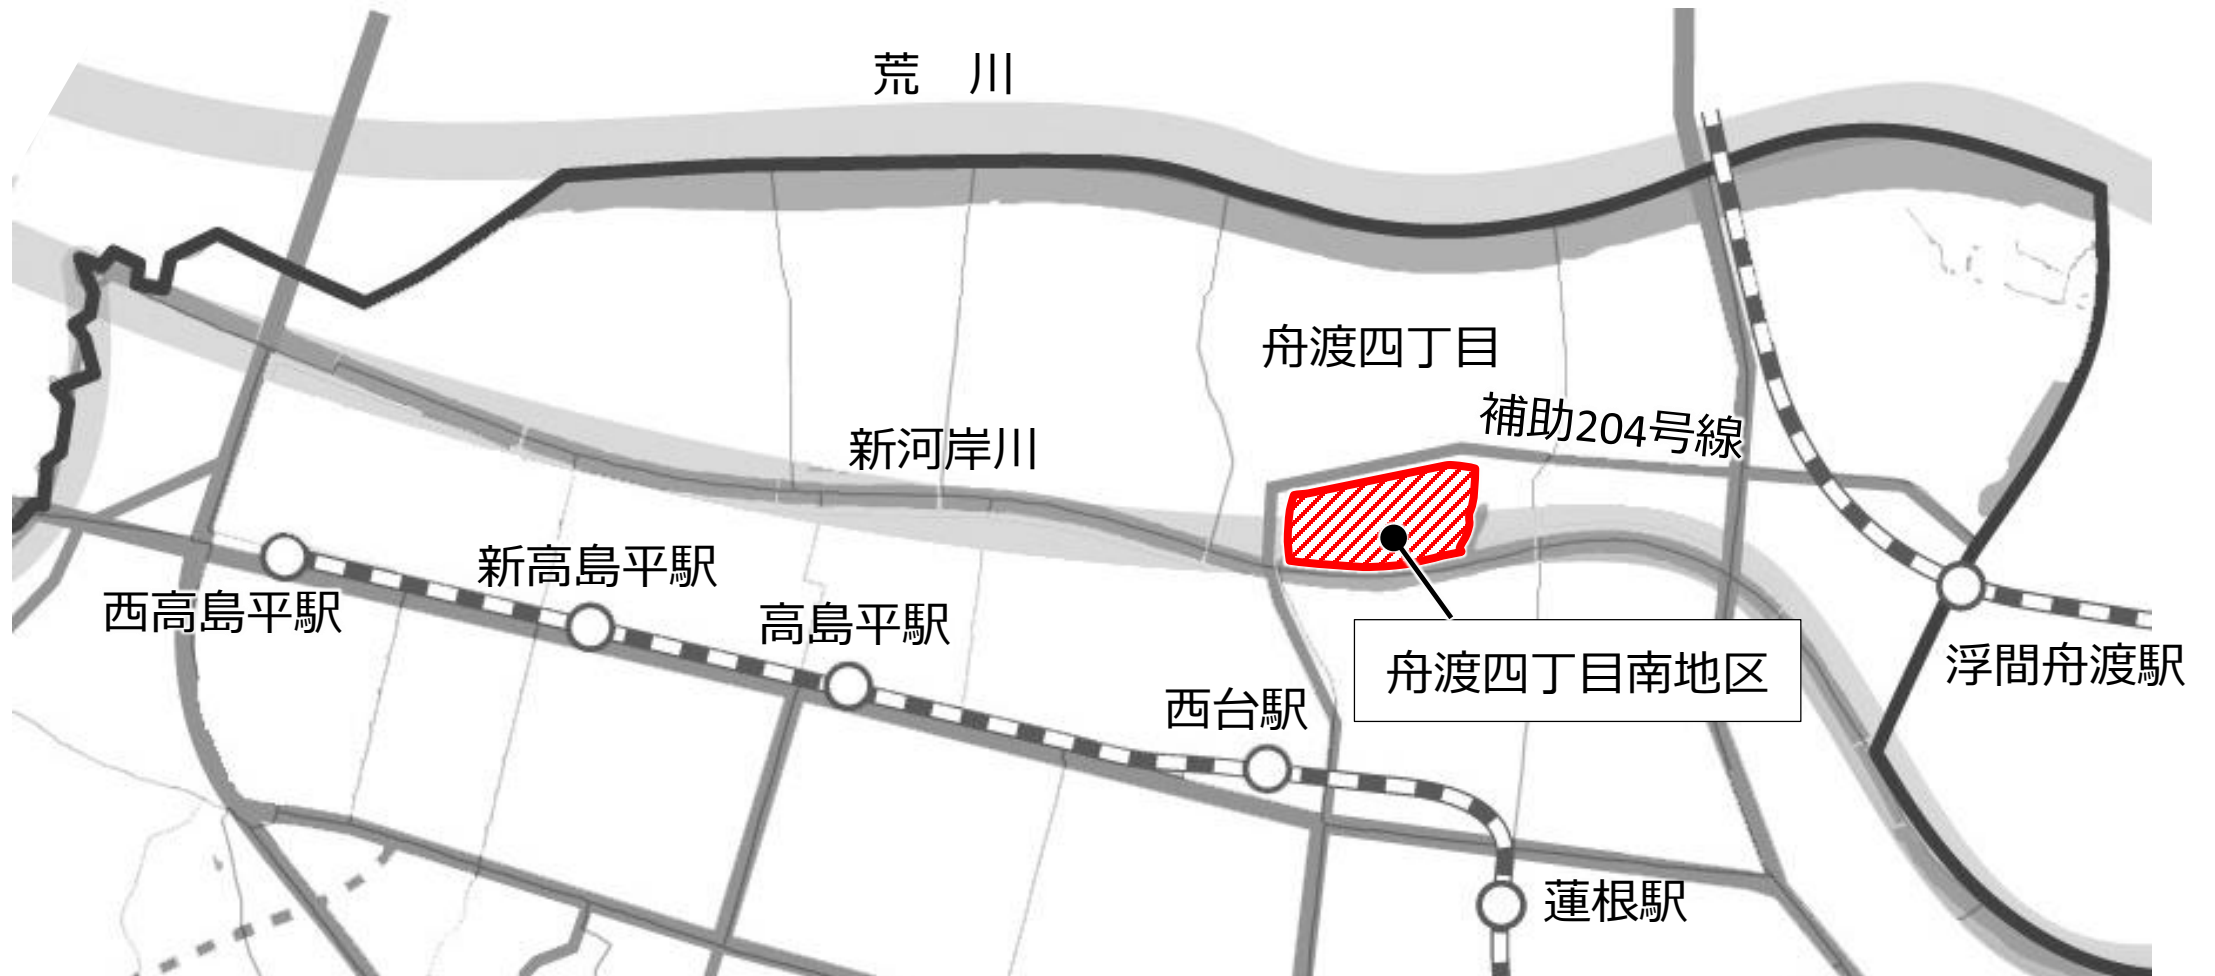 荒　川
舟渡四丁目
補助204号線
新河岸川
新高島平駅
西高島平駅
高島平駅
舟渡四丁目南地区
浮間舟渡駅
西台駅
蓮根駅